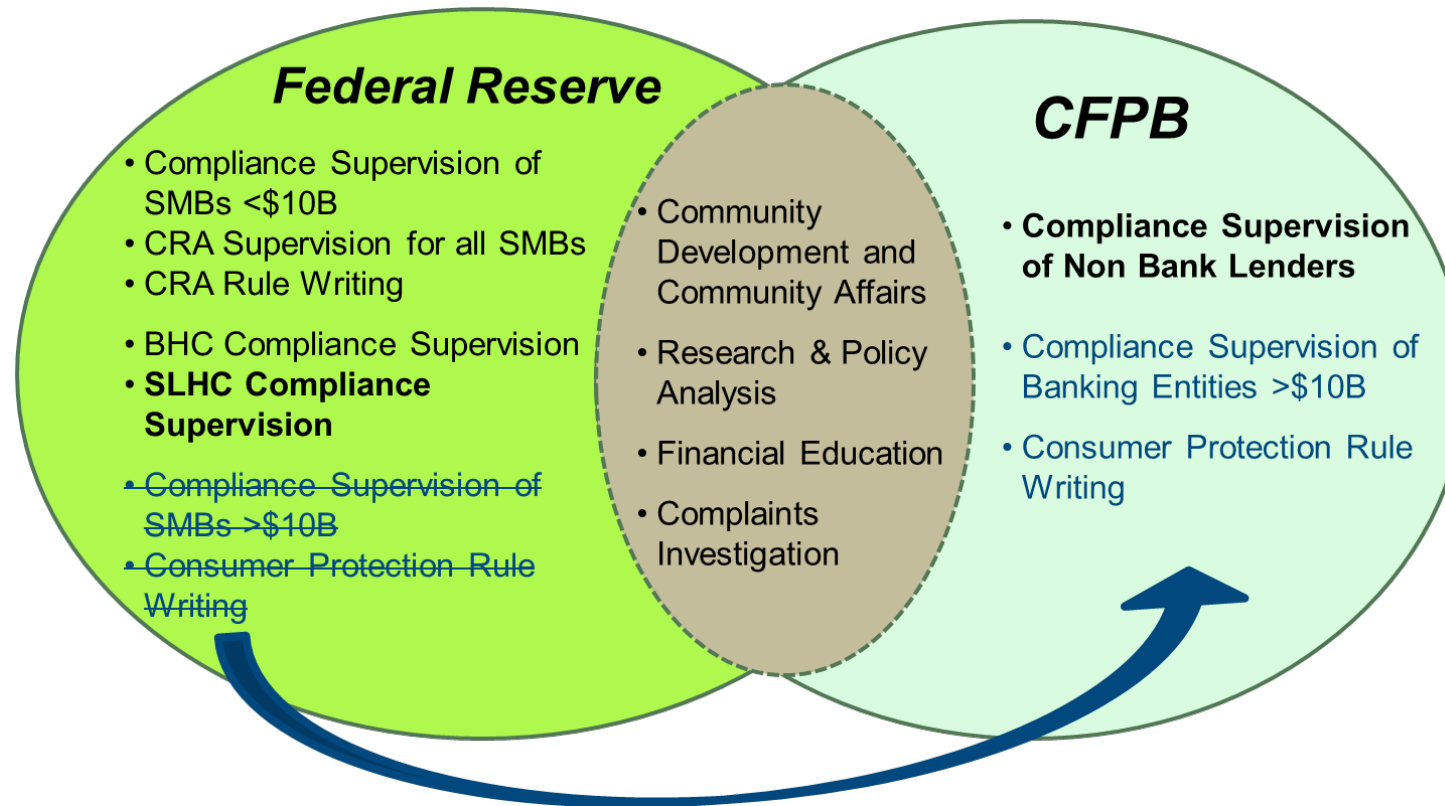 Federal Reserve
• Compliance Supervision of
SMBs <$10B
• CRA Supervision for all SMBs
• CRA Rule Writing
• BHC Compliance Supervision
• SLHC Compliance
Supervision
• Compliance Supervision of
SMBs >$10B
• Consumer Protection Rule
Writing
• Community
Development and
Community Affairs
• Research & Policy
Analysis
• Financial Education
• Complaints
Investigation
CFPB
• Compliance Supervision
of Non Bank Lenders
• Compliance Supervision of
Banking Entities >$10B
• Consumer Protection Rule
Writing